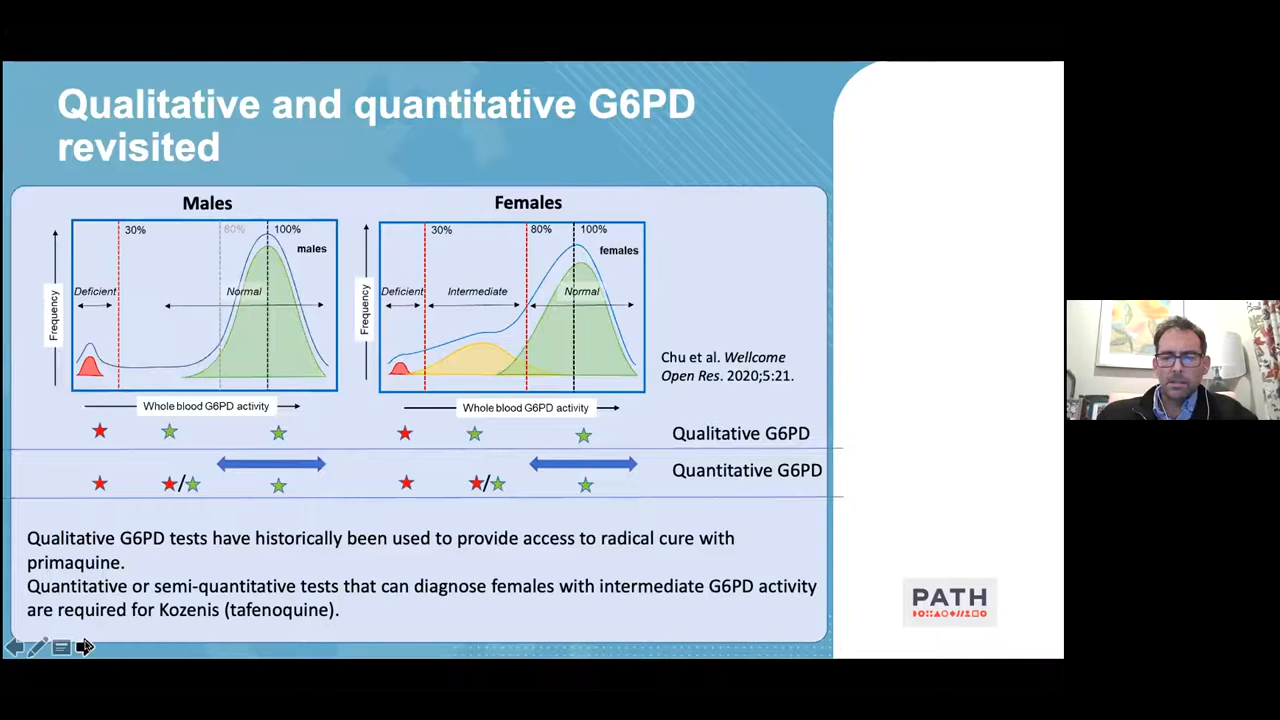 Qualitative and quantitative G6PD
revisited
Males
Females
30%
80%
100%
males
Deficient
Normal
Frequency
Whole blood G6PD activity
30%
80%
100%
females
Deficient
Intermediate
Normal
Frequency
Whole blood G6PD activity
Chu et al. Wellcome
Open Res. 2020;5:21.
Qualitative G6PD
/
/
Quantitative G6PD
Qualitative G6PD tests have historically been used to provide access to radical cure with
primaquine.
Quantitative or semi-quantitative tests that can diagnose females with intermediate G6PD activity
are required for Kozenis (tafenoquine).
PATH